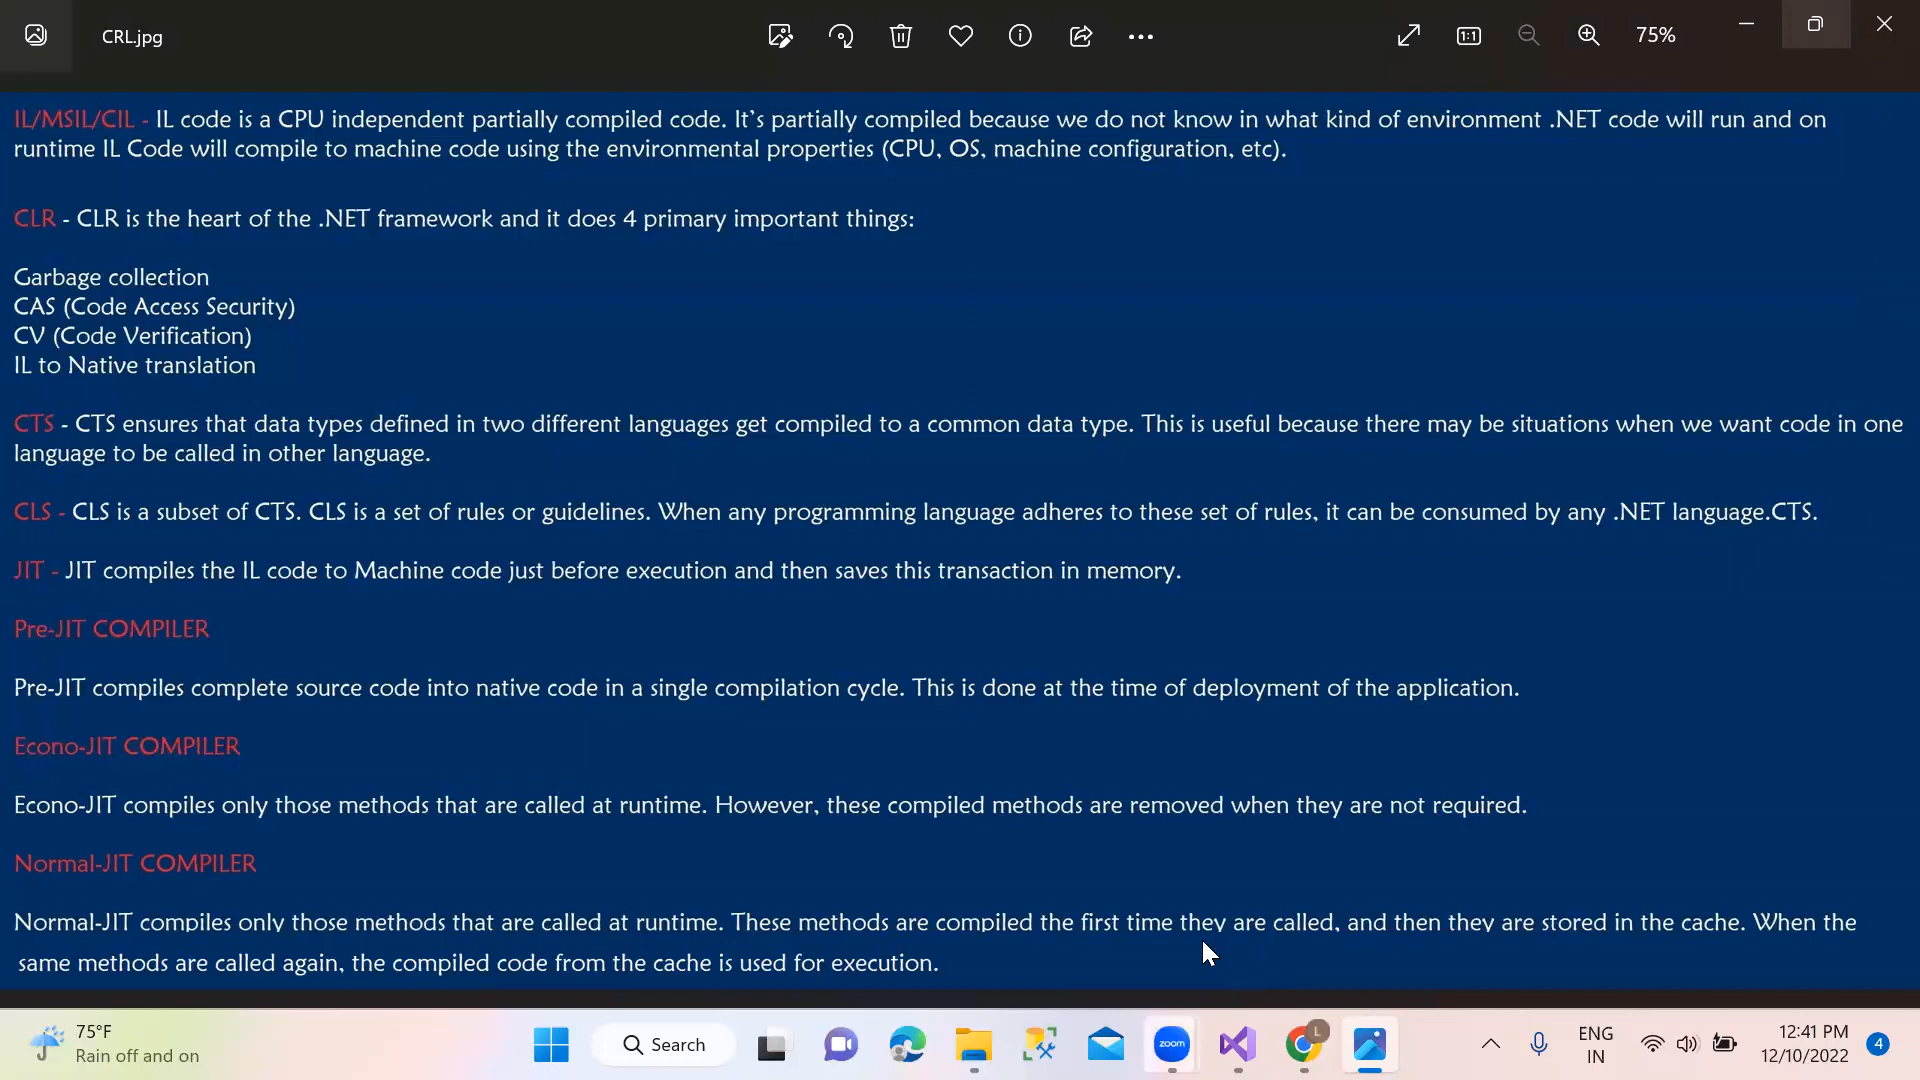 CRL.jpg
75%
IL/MSIL/CIL - IL code is a CPU independent partially compiled code. It's partially compiled because we do not know in what kind of environment .NET code will run and on
runtime IL Code will compile to machine code using the environmental properties (CPU, OS, machine configuration, etc).
CLR - CLR is the heart of the .NET framework and it does 4 primary important things:
Garbage collection
CAS (Code Access Security)
CV (Code Verification)
IL to Native translation
CTS - CTS ensures that data types defined in two different languages get compiled to a common data type. This is useful because there may be situations when we want code in one
language to be called in other language.
CLS - CLS is a subset of CTS. CLS is a set of rules or guidelines. When any programming language adheres to these set of rules, it can be consumed by any .NET language.CTS.
JIT - JIT compiles the IL code to Machine code just before execution and then saves this transaction in memory.
Pre-JIT COMPILER
Pre-JIT compiles complete source code into native code in a single compilation cycle. This is done at the time of deployment of the application.
Econo-JIT COMPILER
Econo-JIT compiles only those methods that are called at runtime. However, these compiled methods are removed when they are not required.
Normal-JIT COMPILER
Normal-JIT compiles only those methods that are called at runtime. These methods are compiled the first time they are called, and then they are stored in the cache. When the
same methods are called again, the compiled code from the cache is used for execution.
75°F
Rain off and on
Search
zoom
L
ENG
IN
12:41 PM
12/10/2022
4